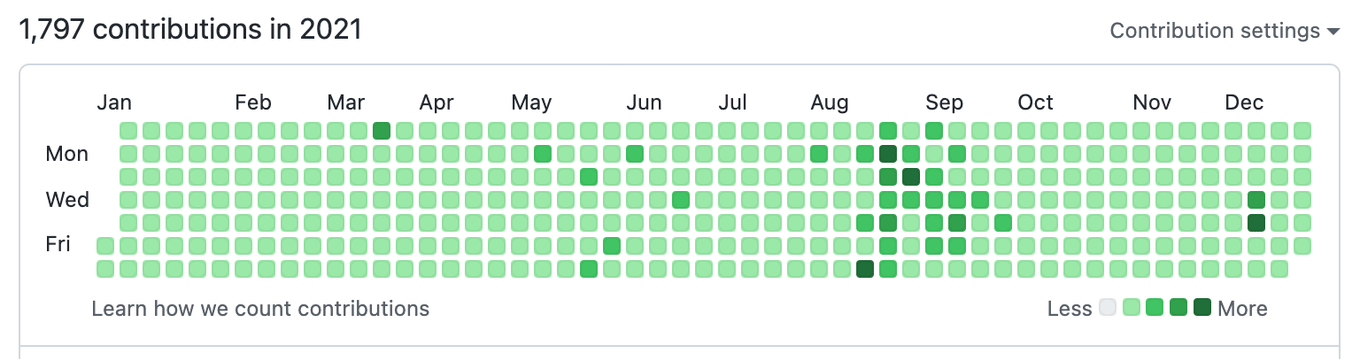 1,797 contributions in 2021
Contribution settings
Jan Feb Mar Apr May Jun Jul Aug Sep Oct Nov Dec
Mon
Wed
Fri
Learn how we count contributions
Less More